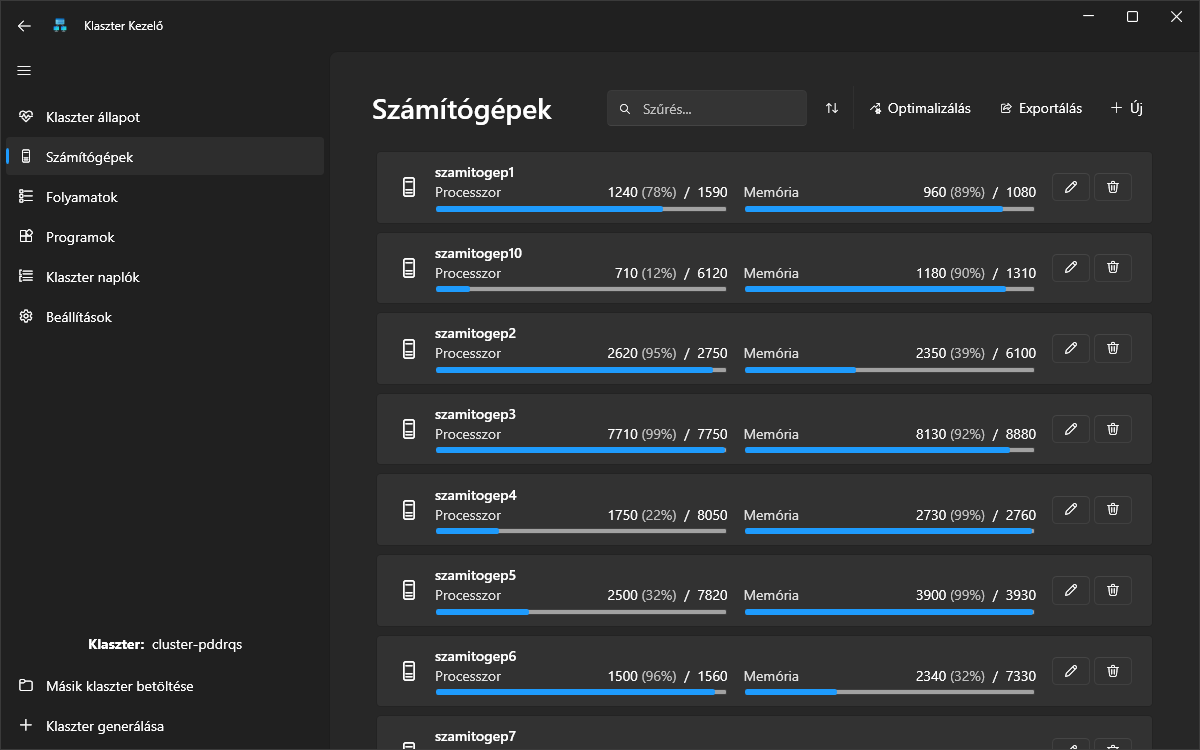 Klaszter Kezelő
Klaszter állapot
Számítógépek
Folyamatok
Programok
Klaszter naplók
Beállítások
Klaszter: cluster-pddrqs
Másik klaszter betöltése
Klaszter generálása
Számítógépek
Szűrés...
Optimalizálás
Exportálás
Új
szamitogep1
Processzor 1240 (78%) / 1590 Memória 960 (89%) / 1080
szamitogep10
Processzor 710 (12%) / 6120 Memória 1180 (90%) / 1310
szamitogep2
Processzor 2620 (95%) / 2750 Memória 2350 (39%) / 6100
szamitogep3
Processzor 7710 (99%) / 7750 Memória 8130 (92%) / 8880
szamitogep4
Processzor 1750 (22%) / 8050 Memória 2730 (99%) / 2760
szamitogep5
Processzor 2500 (32%) / 7820 Memória 3900 (99%) / 3930
szamitogep6
Processzor 1500 (96%) / 1560 Memória 2340 (32%) / 7330
szamitogep7